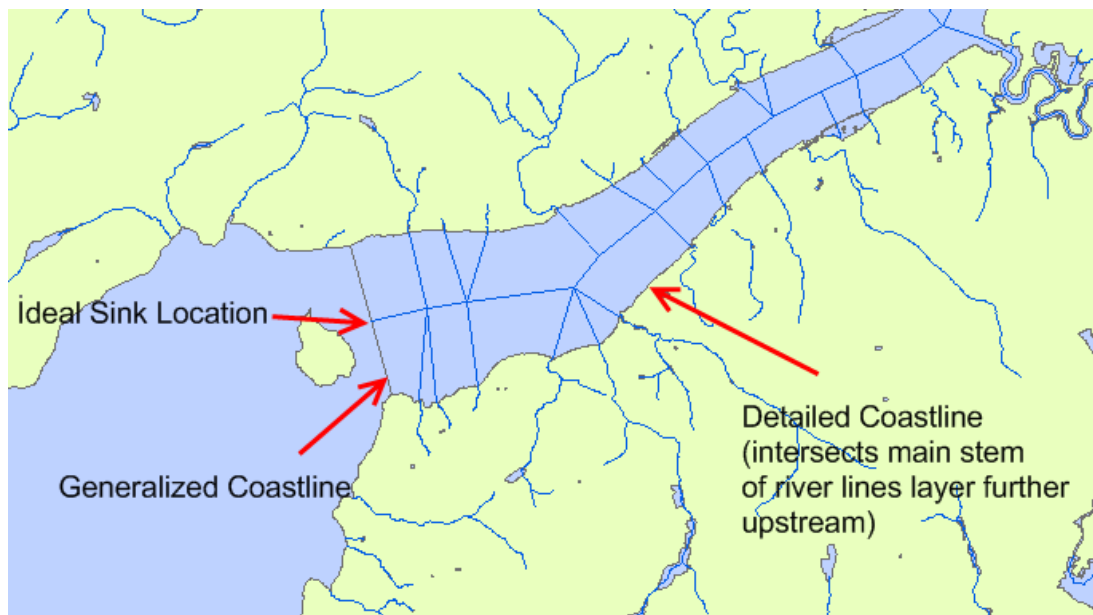 İdeal Sink Location
Generalized Coastline
Detailed Coastline
(intersects main stem
of river lines layer further
upstream)